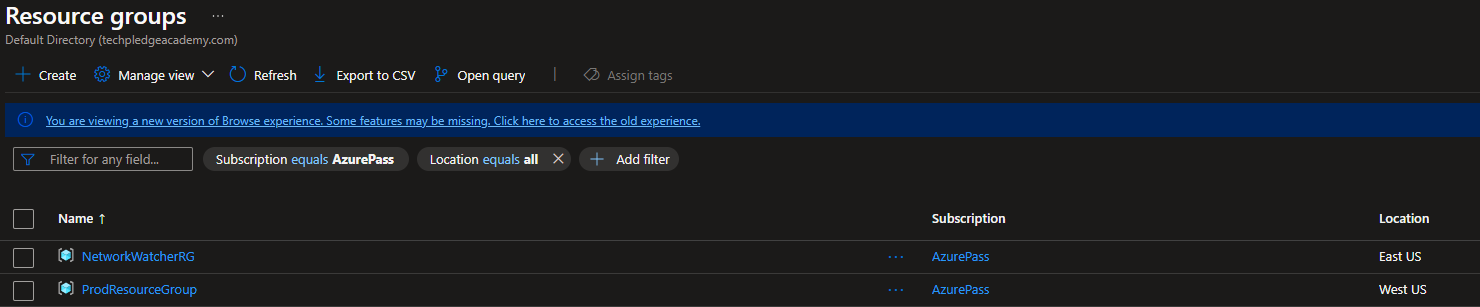 Resource groups ...
Default Directory (techpledgeacademy.com)
Create Manage view Refresh Export to CSV Open query Assign tags
You are viewing a new version of Browse experience. Some features may be missing. Click here to access the old experience.
Filter for any field... Subscription equals AzurePass Location equals all Add filter
Name ↑ Subscription Location
NetworkWatcherRG ... AzurePass East US
ProdResourceGroup ... AzurePass West US